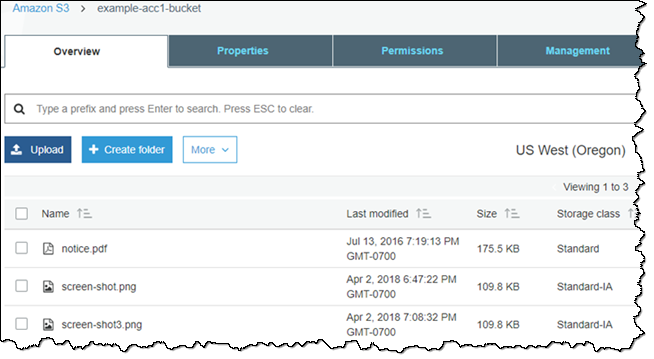 Amazon S3 > example-acc1-bucket
Overview Properties Permissions Management
Type a prefix and press Enter to search. Press ESC to clear.
Upload + Create folder More US West (Oregon)
Viewing 1 to 3
Name Last modified Size Storage class
notice.pdf Jul 13, 2016 7:19:13 PM GMT-0700 175.5 KB Standard
screen-shot.png Apr 2, 2018 6:47:22 PM GMT-0700 109.8 KB Standard-IA
screen-shot3.png Apr 2, 2018 7:08:32 PM GMT-0700 109.8 KB Standard-IA